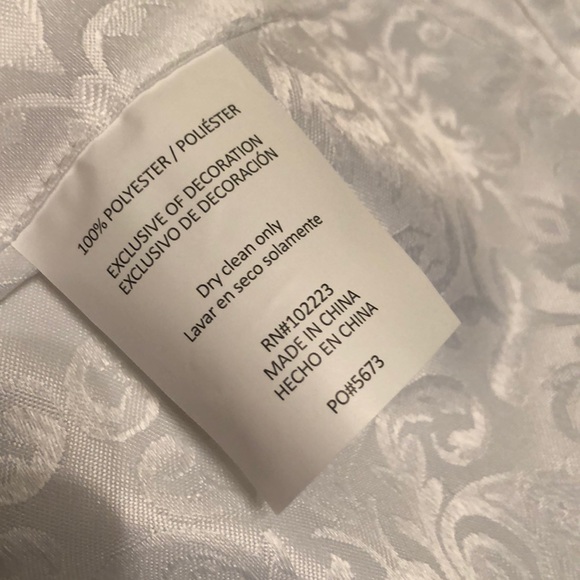 100% POLYESTER / POLIÉSTER
EXCLUSIVE OF DECORATION
EXCLUSIVO DE DECORACIÓN
Dry clean only
Lavar en seco solamente
RN#102223
MADE IN CHINA
HECHO EN CHINA
PO#5673